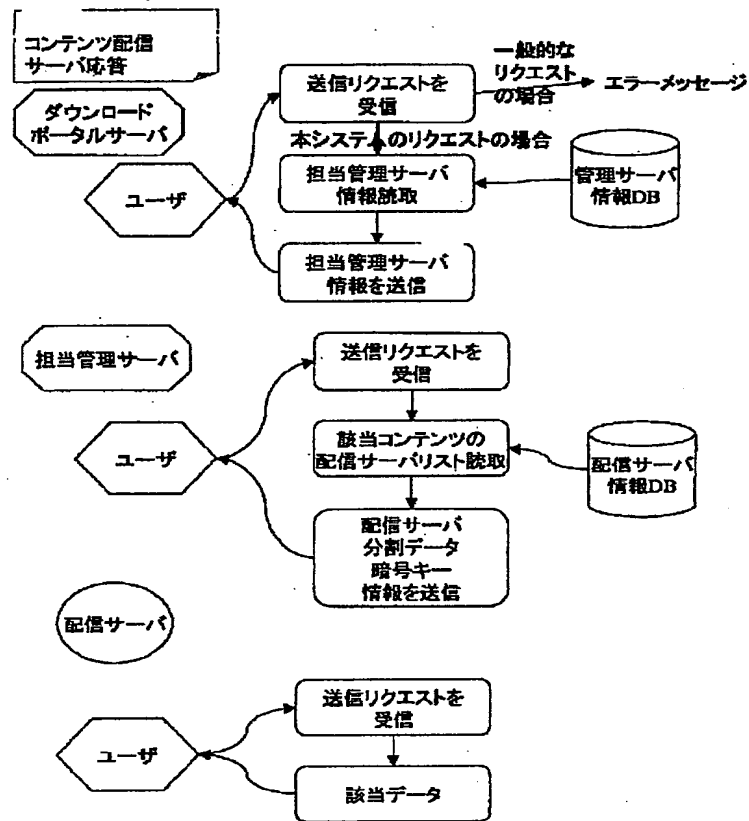 コンテンツ配信
サーバ応答
ダウンロード
ポータルサーバ
送信リクエストを
受信
一般的な
リクエスト
の場合
エラーメッセージ
本システムのリクエストの場合
ユーザ
担当管理サーバ
情報読取
管理サーバ
情報DB
担当管理サーバ
情報を送信
担当管理サーバ
送信リクエストを
受信
ユーザ
該当コンテンツの
配信サーバリスト読取
配信サーバ
情報DB
配信サーバ
分割データ
暗号キー
情報を送信
配信サーバ
送信リクエストを
受信
ユーザ
該当データ